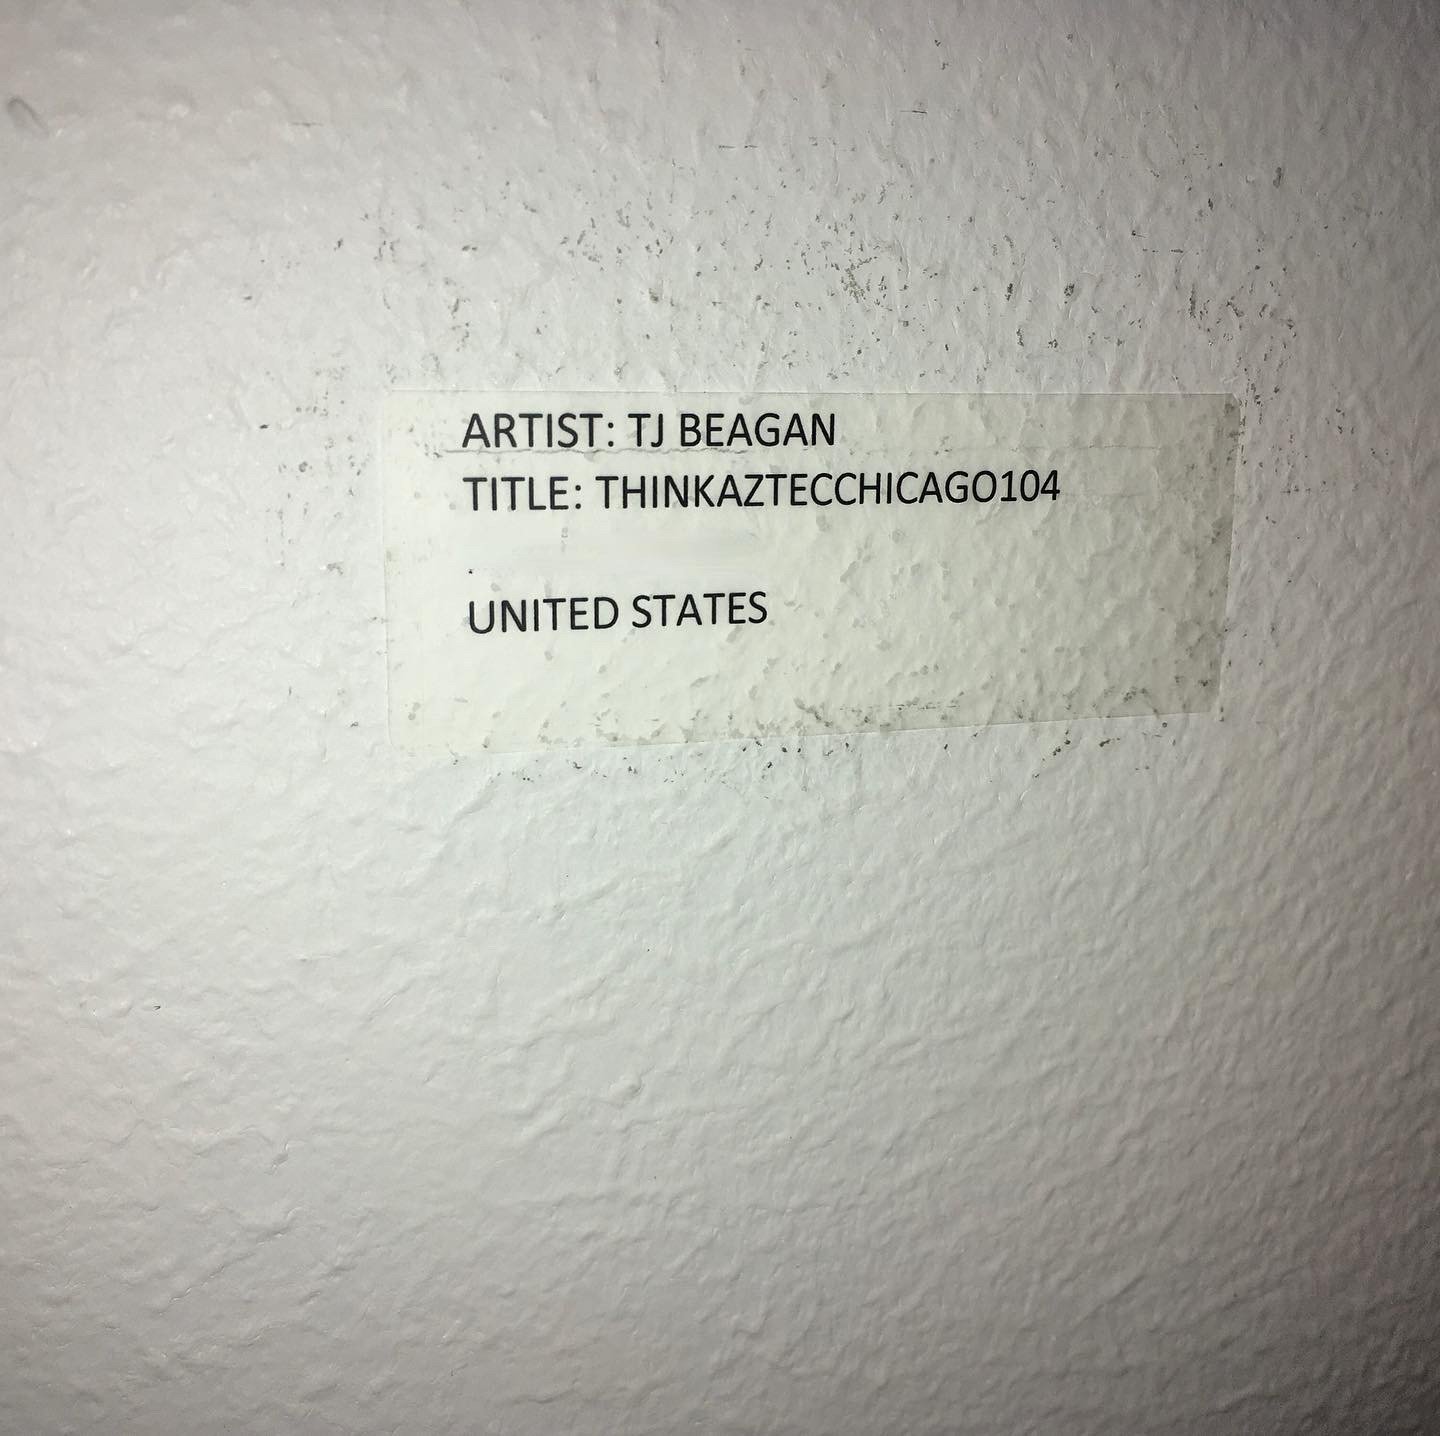 ARTIST: TJ BEAGAN
TITLE: THINKAZTECCHICAGO104
UNITED STATES